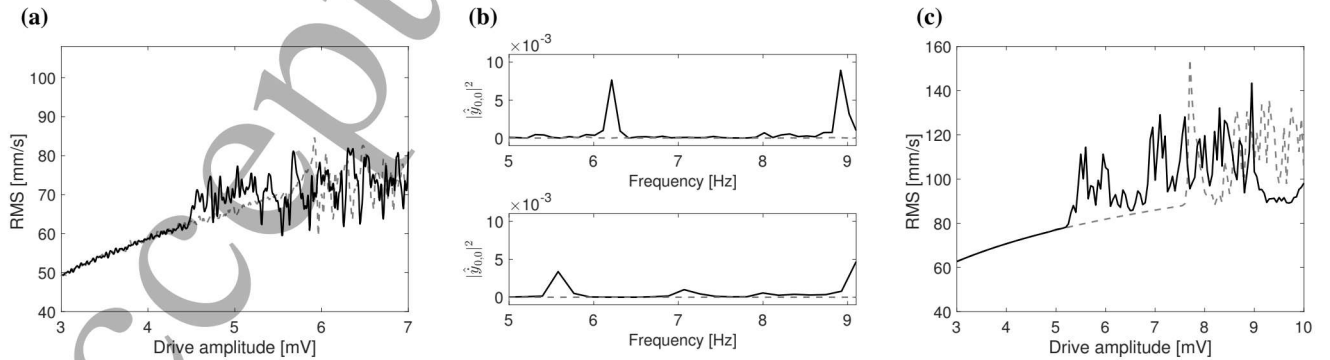 (a)
100
90
80
70
60
50
40
RMS [mm/s]
3 4 5 6 7
Drive amplitude [mV]
(b)
×10⁻³
10
5
0
|ŷ₀,₀|²
5 6 7 8 9
Frequency [Hz]
×10⁻³
10
5
0
|ŷ₀,₀|²
5 6 7 8 9
Frequency [Hz]
(c)
160
140
120
100
80
60
40
RMS [mm/s]
3 4 5 6 7 8 9 10
Drive amplitude [mV]